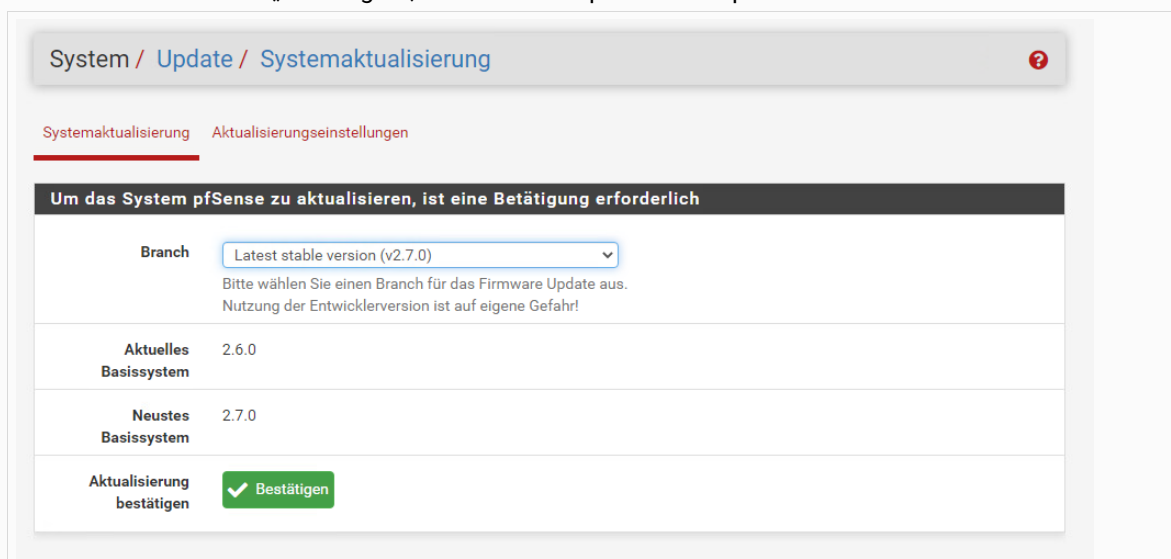 System / Update / Systemaktualisierung
Systemaktualisierung Aktualisierungseinstellungen
Um das System pfSense zu aktualisieren, ist eine Betätigung erforderlich
Branch Latest stable version (v2.7.0)
Bitte wählen Sie einen Branch für das Firmware Update aus.
Nutzung der Entwicklerversion ist auf eigene Gefahr!
Aktuelles 2.6.0
Basissystem
Neustes 2.7.0
Basissystem
Aktualisierung
bestätigen
Bestätigen